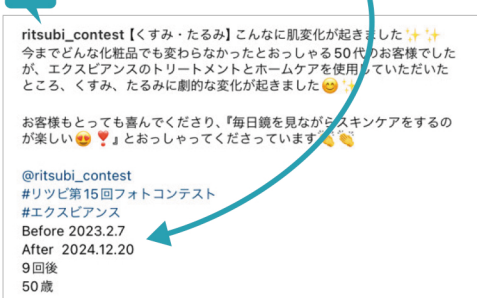 ritsubi_contest【くすみ・たるみ】こんなに肌変化が起きました✨✨
今までどんな化粧品でも変わらなかったとおっしゃる50代のお客様でした
が、エクスビアンスのトリートメントとホームケアを使用していただいた
ところ、くすみ、たるみに劇的な変化が起きました😊✨
お客様もとっても喜んでくださり、『毎日鏡を見ながらスキンケアをするの
が楽しい😍❣️』とおっしゃってくださっています👏👏
@ritsubi_contest
#リツビ第15回フォトコンテスト
#エクスビアンス
Before 2023.2.7
After 2024.12.20
9回後
50歳